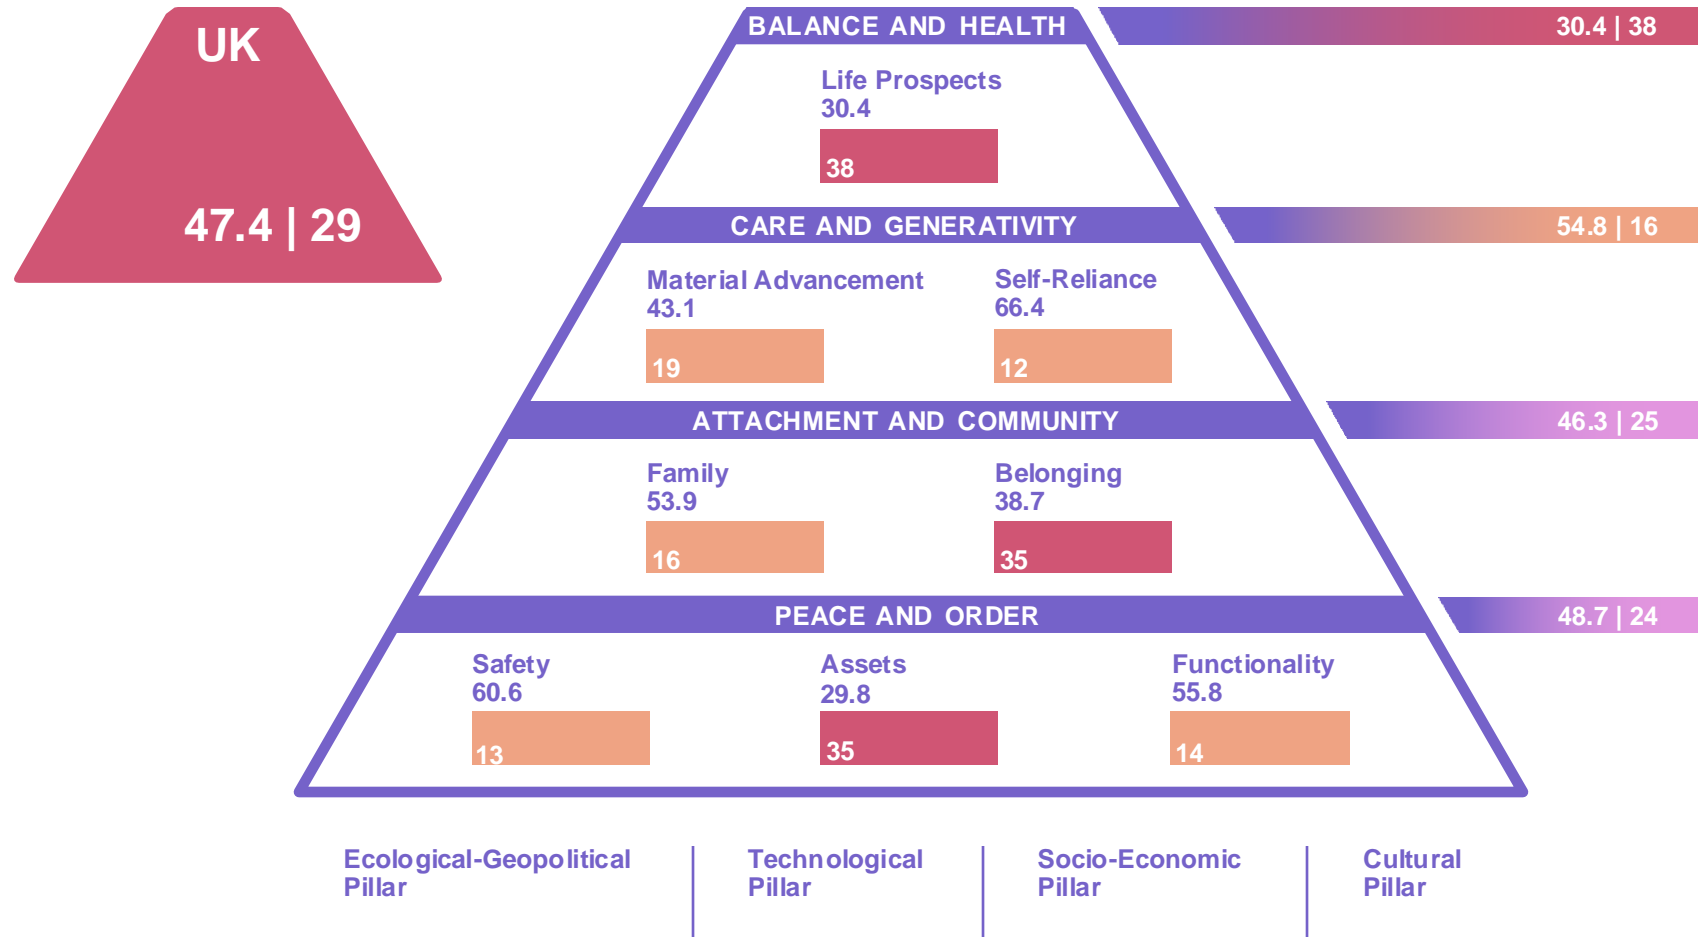 UK
47.4 | 29
BALANCE AND HEALTH
30.4 | 38
Life Prospects
30.4
38
CARE AND GENERATIVITY
54.8 | 16
Material Advancement
43.1
19
Self-Reliance
66.4
12
ATTACHMENT AND COMMUNITY
46.3 | 25
Family
53.9
16
Belonging
38.7
35
PEACE AND ORDER
48.7 | 24
Safety
60.6
13
Assets
29.8
35
Functionality
55.8
14
Ecological-Geopolitical
Pillar
Technological
Pillar
Socio-Economic
Pillar
Cultural
Pillar